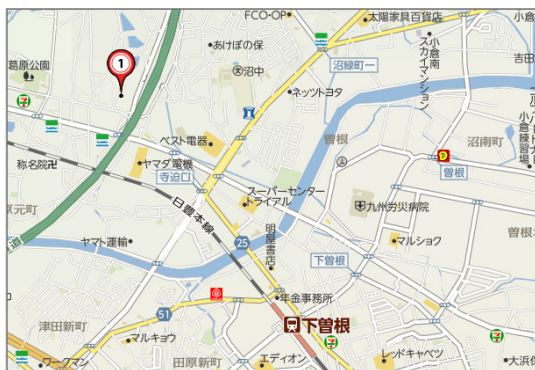 FCO・OP
太陽家具百貨店
小倉
あけぼの保
沼緑町一
小倉南
スカイマンション
吉田
葛原公園
1
沼中
ネッツトヨタ
曽根
沼南町
小倉練習場
ベスト電器
ヤマダ電機
称名院
寺迫口
曽根
元町
スーパーセンター
トライアル
九州労災病院
日豊本線
道
ヤマト運輸
25
明屋書店
マルショク
曽根
下曽根
年金事務所
51
下曽根
津田新町
マルキョウ
ワークマン
田原新町
エディオン
レッドキャベツ
大浜